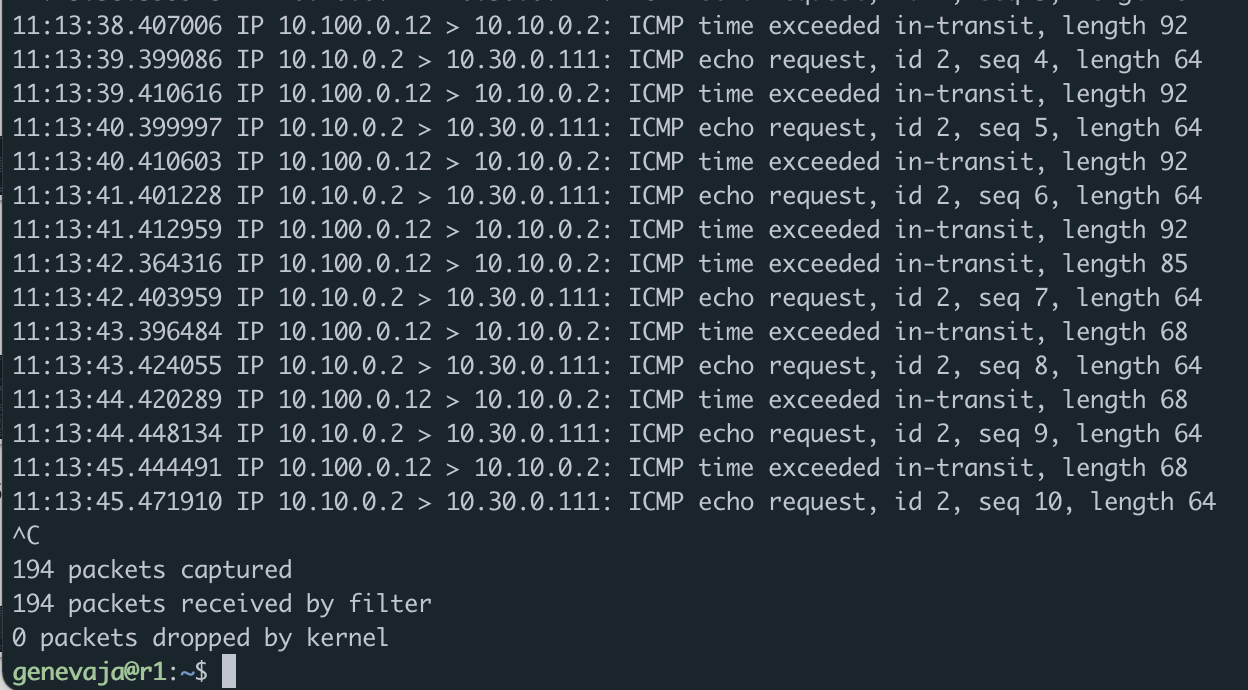 11:13:38.407006 IP 10.100.0.12 > 10.10.0.2: ICMP time exceeded in-transit, length 92
11:13:39.399086 IP 10.10.0.2 > 10.30.0.111: ICMP echo request, id 2, seq 4, length 64
11:13:39.410616 IP 10.100.0.12 > 10.10.0.2: ICMP time exceeded in-transit, length 92
11:13:40.399997 IP 10.10.0.2 > 10.30.0.111: ICMP echo request, id 2, seq 5, length 64
11:13:40.410603 IP 10.100.0.12 > 10.10.0.2: ICMP time exceeded in-transit, length 92
11:13:41.401228 IP 10.10.0.2 > 10.30.0.111: ICMP echo request, id 2, seq 6, length 64
11:13:41.412959 IP 10.100.0.12 > 10.10.0.2: ICMP time exceeded in-transit, length 92
11:13:42.364316 IP 10.100.0.12 > 10.10.0.2: ICMP time exceeded in-transit, length 85
11:13:42.403959 IP 10.10.0.2 > 10.30.0.111: ICMP echo request, id 2, seq 7, length 64
11:13:43.396484 IP 10.100.0.12 > 10.10.0.2: ICMP time exceeded in-transit, length 68
11:13:43.424055 IP 10.10.0.2 > 10.30.0.111: ICMP echo request, id 2, seq 8, length 64
11:13:44.420289 IP 10.100.0.12 > 10.10.0.2: ICMP time exceeded in-transit, length 68
11:13:44.448134 IP 10.10.0.2 > 10.30.0.111: ICMP echo request, id 2, seq 9, length 64
11:13:45.444491 IP 10.100.0.12 > 10.10.0.2: ICMP time exceeded in-transit, length 68
11:13:45.471910 IP 10.10.0.2 > 10.30.0.111: ICMP echo request, id 2, seq 10, length 64
^C
194 packets captured
194 packets received by filter
0 packets dropped by kernel
genevaja@r1:~$